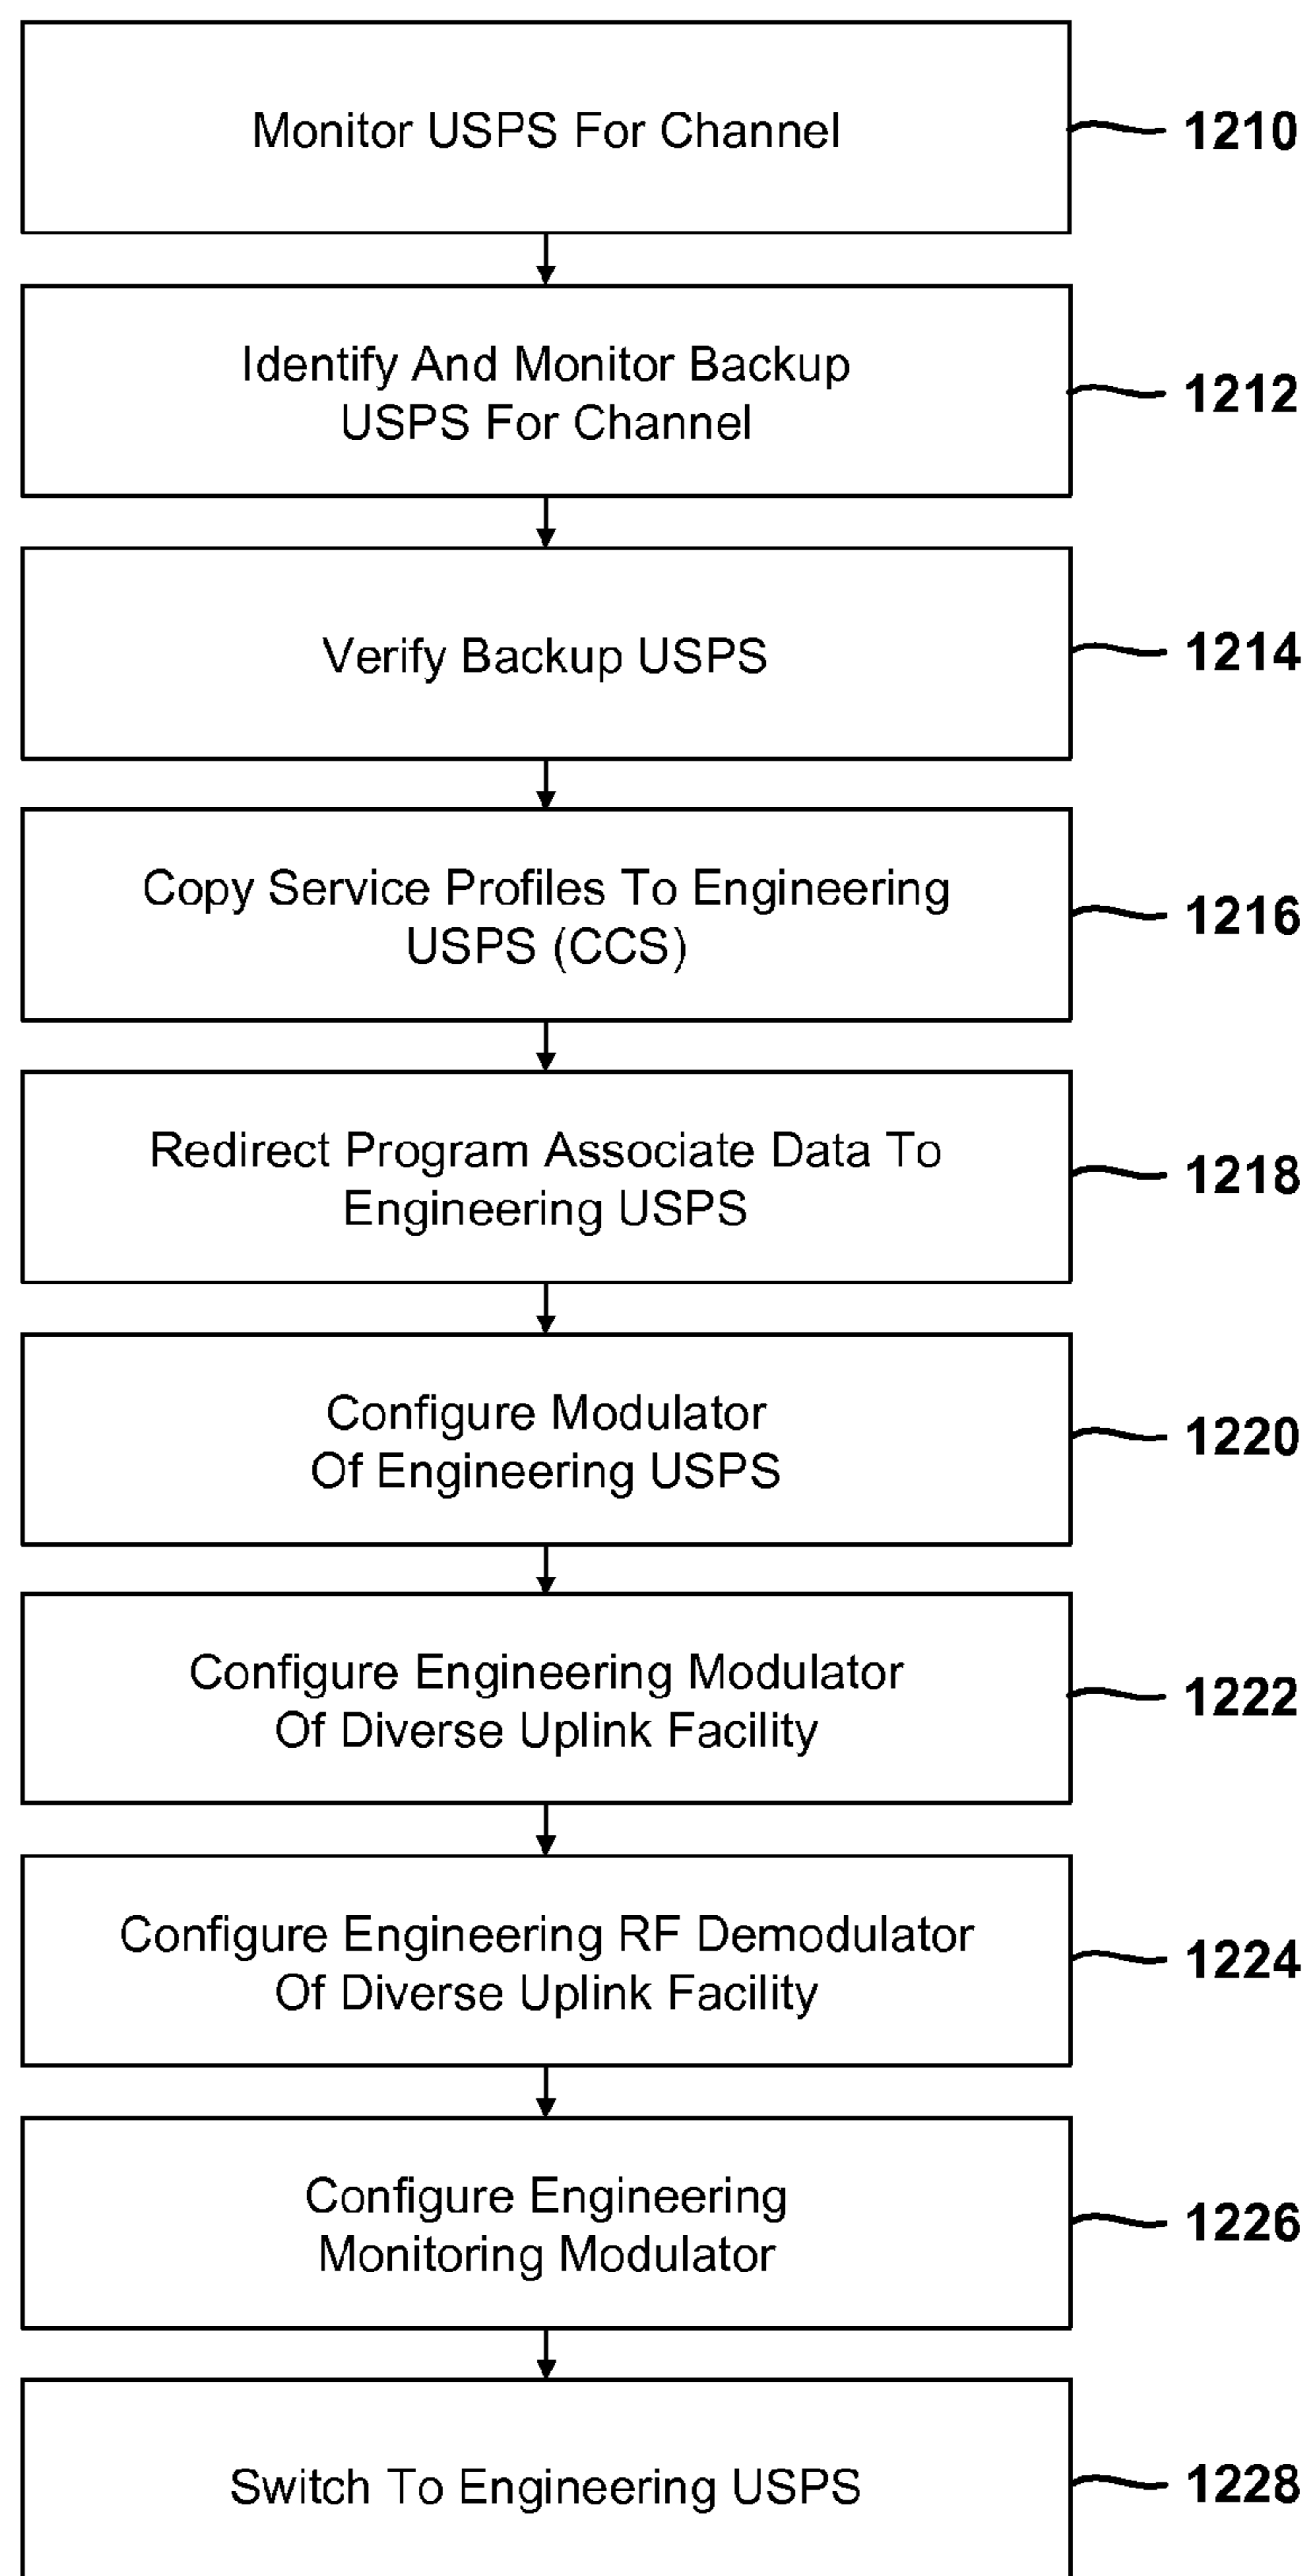 Monitor USPS For Channel
1210
Identify And Monitor Backup
USPS For Channel
1212
Verify Backup USPS
1214
Copy Service Profiles To Engineering
USPS (CCS)
1216
Redirect Program Associate Data To
Engineering USPS
1218
Configure Modulator
Of Engineering USPS
1220
Configure Engineering Modulator
Of Diverse Uplink Facility
1222
Configure Engineering RF Demodulator
Of Diverse Uplink Facility
1224
Configure Engineering
Monitoring Modulator
1226
Switch To Engineering USPS
1228